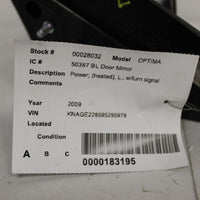 Stock # 00028032 Model OPTIMA
IC # 50387 BL Door Mirror
Description Power, (heated), L., w/turn signal
Comments
Year 2009
VIN KNAGE228585295978
Located
Condition
A B C 0000183195